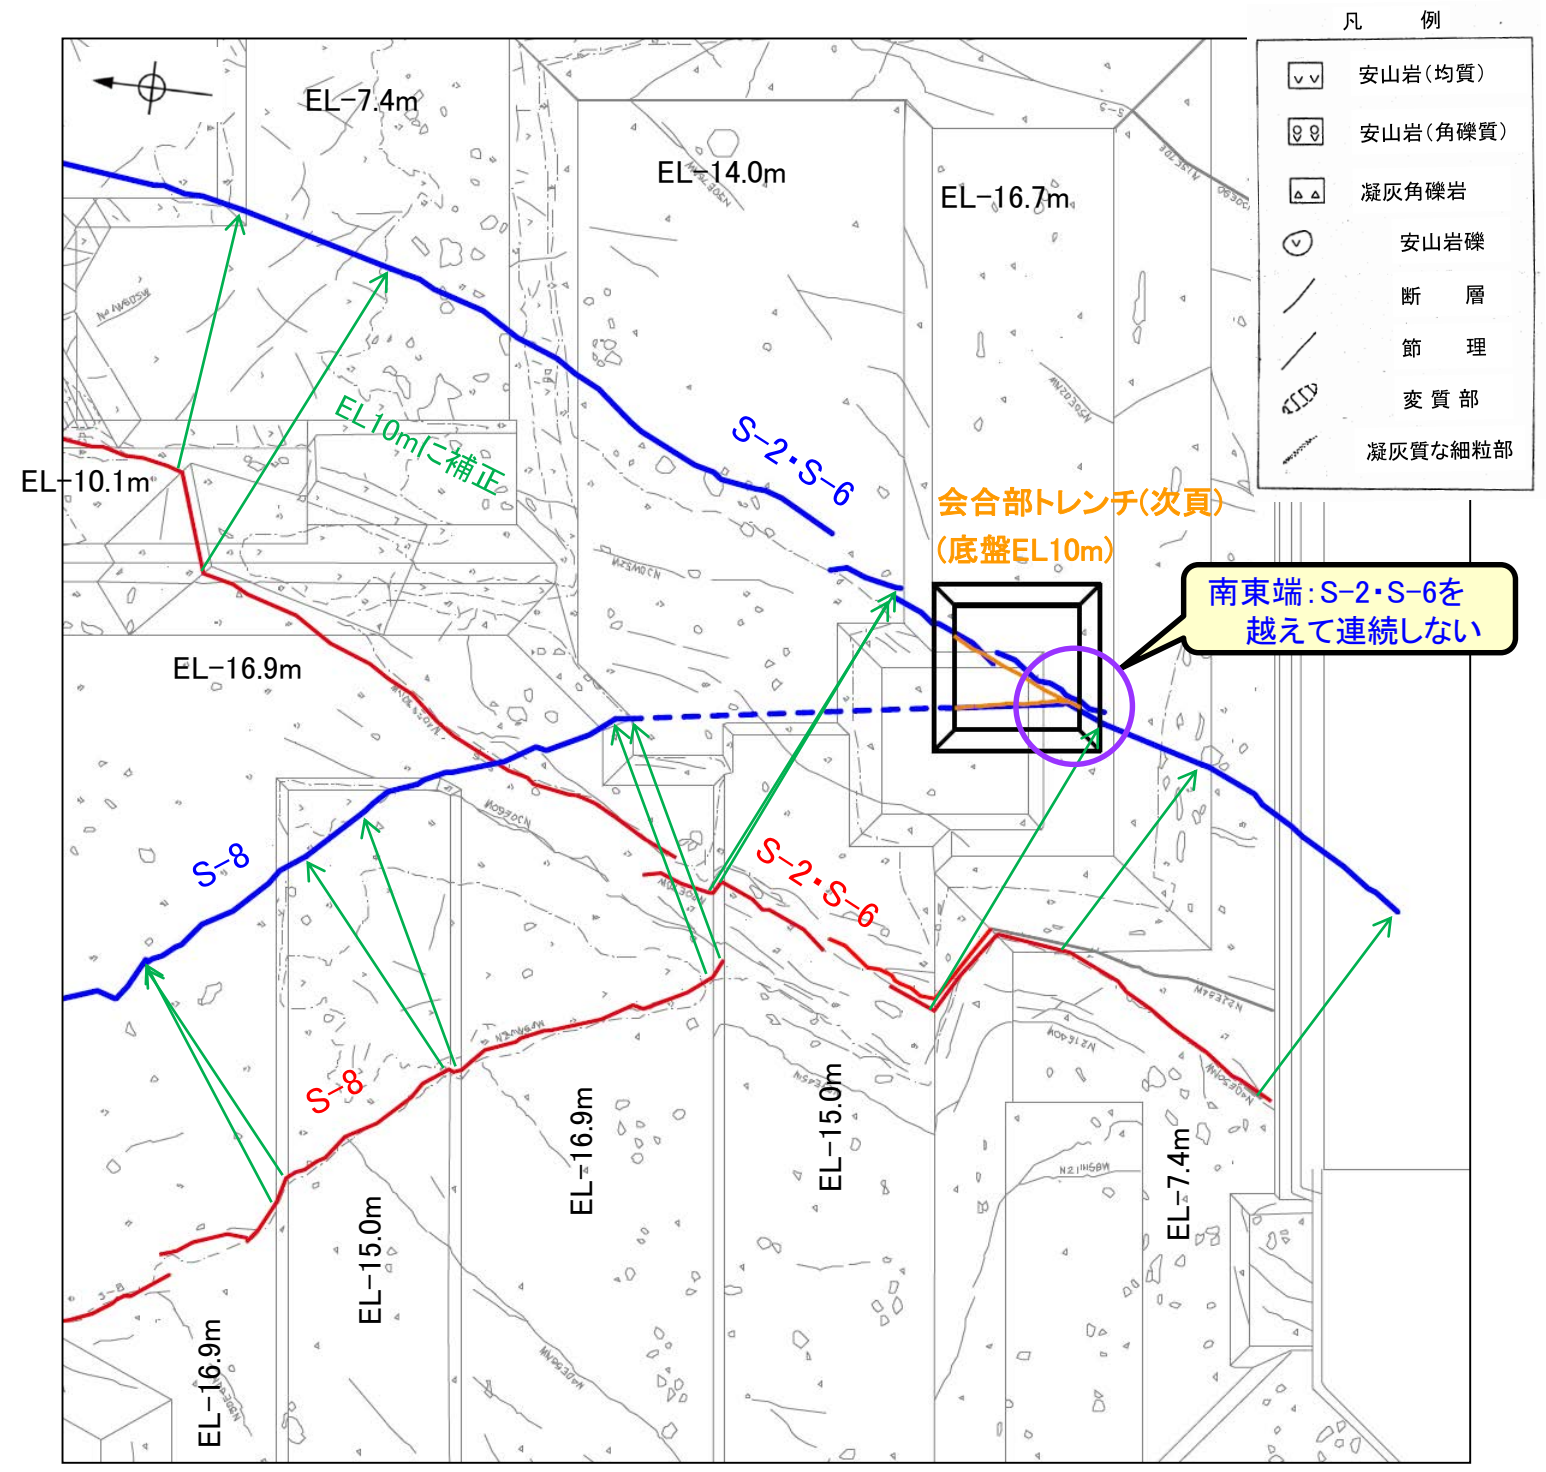 凡 例
安山岩(均質)
安山岩(角礫質)
凝灰角礫岩
安山岩礫
断 層
節 理
変 質 部
凝灰質な細粒部
EL-7.4m
EL-14.0m
EL-16.7m
EL10mに補正
S-2・S-6
EL-10.1m
会合部トレンチ(次頁)
(底盤EL10m)
南東端:S-2・S-6を
越えて連続しない
EL-16.9m
S-8
S-2・S-6
S-8
EL-16.9m
EL-15.0m
EL-7.4m
EL-15.0m
EL-16.9m
S-8
S-5